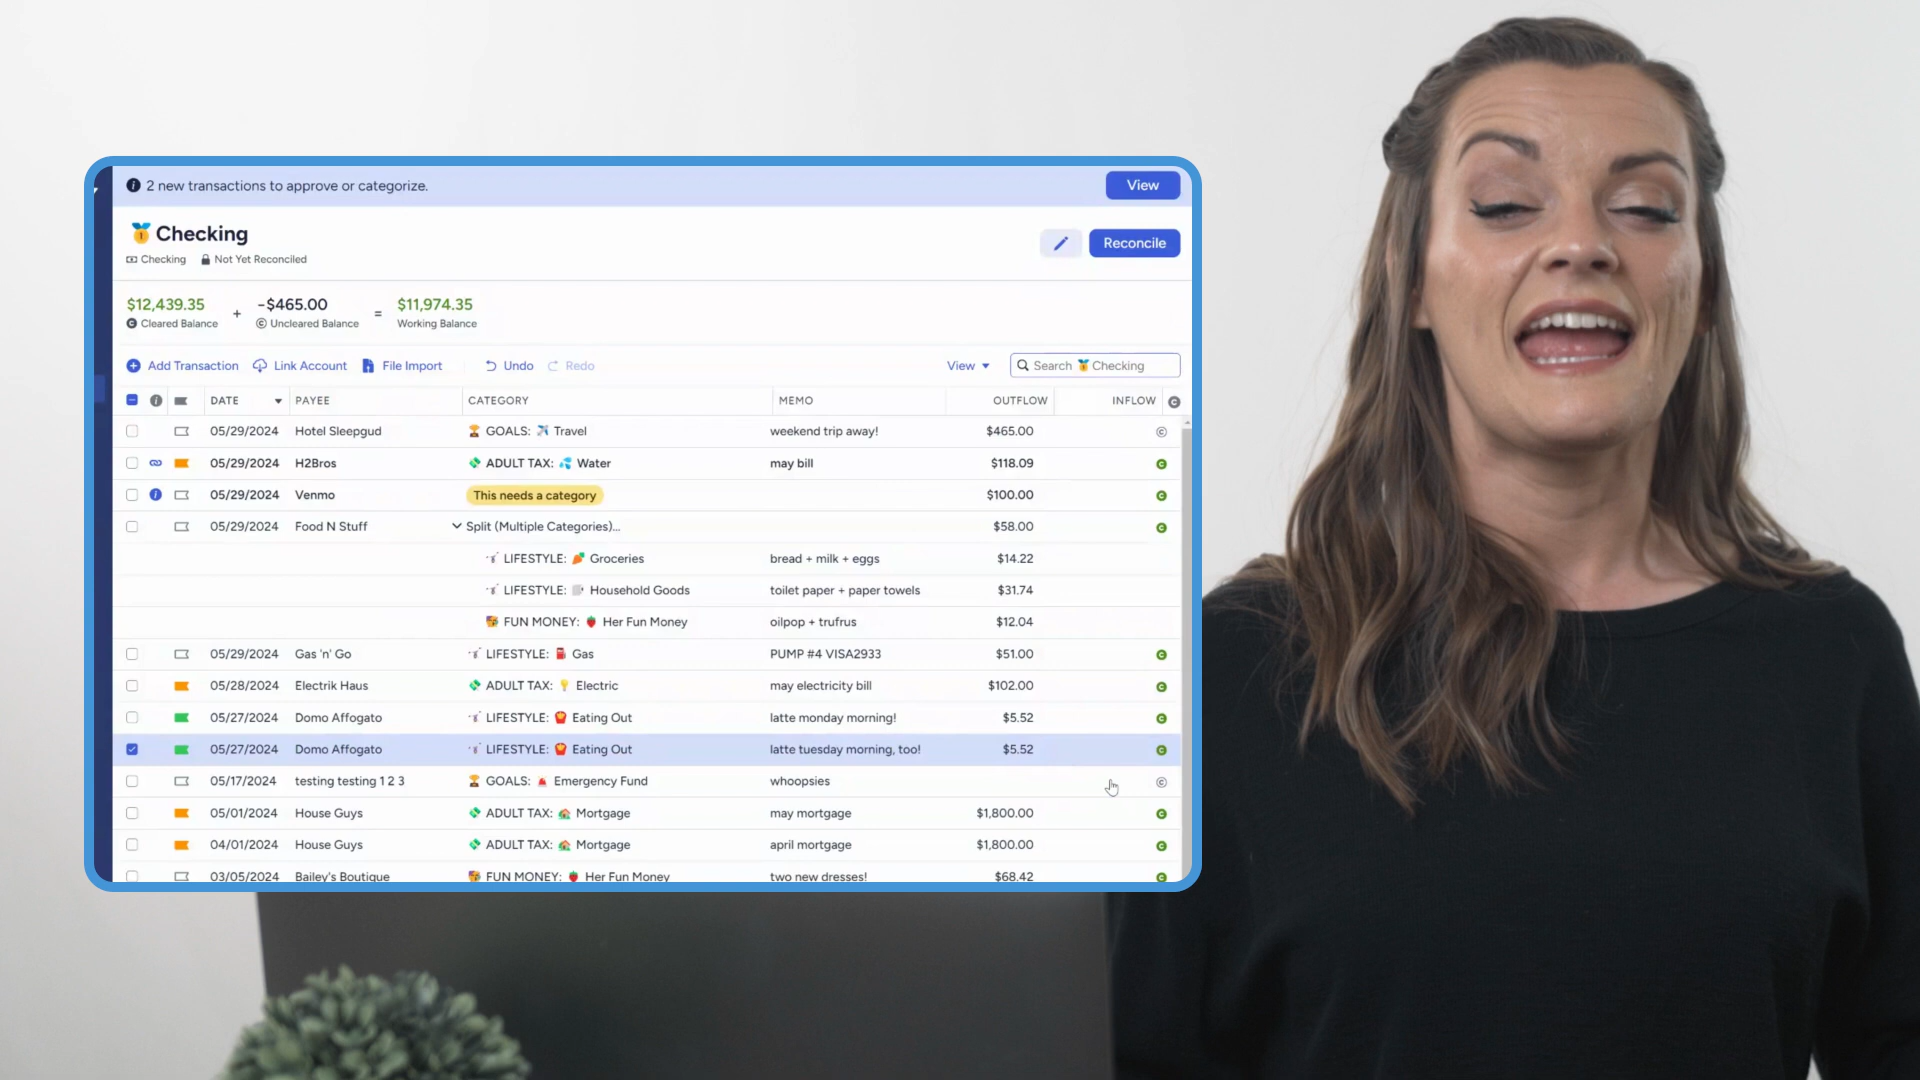 2 new transactions to approve or categorize. View
Checking
Checking Not Yet Reconciled
Reconcile
$12,439.35 + -$465.00 = $11,974.35
Cleared Balance Uncleared Balance Working Balance
Add Transaction Link Account File Import Undo Redo View Search Checking
DATE PAYEE CATEGORY MEMO OUTFLOW INFLOW
05/29/2024 Hotel Sleepgud GOALS: Travel weekend trip away! $465.00
05/29/2024 H2Bros ADULT TAX: Water may bill $118.09
05/29/2024 Venmo This needs a category $100.00
05/29/2024 Food N Stuff Split (Multiple Categories)... $58.00
LIFESTYLE: Groceries bread + milk + eggs $14.22
LIFESTYLE: Household Goods toilet paper + paper towels $31.74
FUN MONEY: Her Fun Money oilpop + trufrus $12.04
05/29/2024 Gas 'n' Go LIFESTYLE: Gas PUMP #4 VISA2933 $51.00
05/28/2024 Electrik Haus ADULT TAX: Electric may electricity bill $102.00
05/27/2024 Domo Affogato LIFESTYLE: Eating Out latte monday morning! $5.52
05/27/2024 Domo Affogato LIFESTYLE: Eating Out latte tuesday morning, too! $5.52
05/17/2024 testing testing 1 2 3 GOALS: Emergency Fund whoopsies
05/01/2024 House Guys ADULT TAX: Mortgage may mortgage $1,800.00
04/01/2024 House Guys ADULT TAX: Mortgage april mortgage $1,800.00
03/05/2024 Bailey's Boutique FUN MONEY: Her Fun Money two new dresses! $68.42